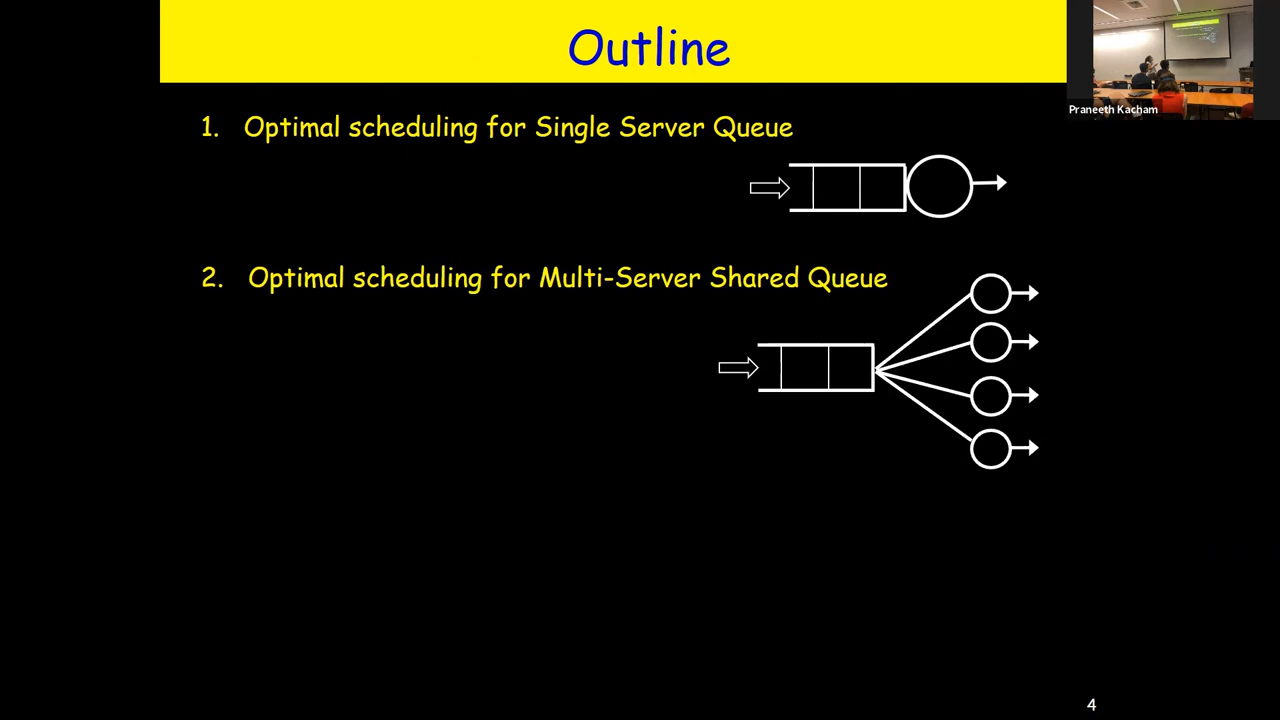 Outline
Praneeth Kacham
1. Optimal scheduling for Single Server Queue
2. Optimal scheduling for Multi-Server Shared Queue
4